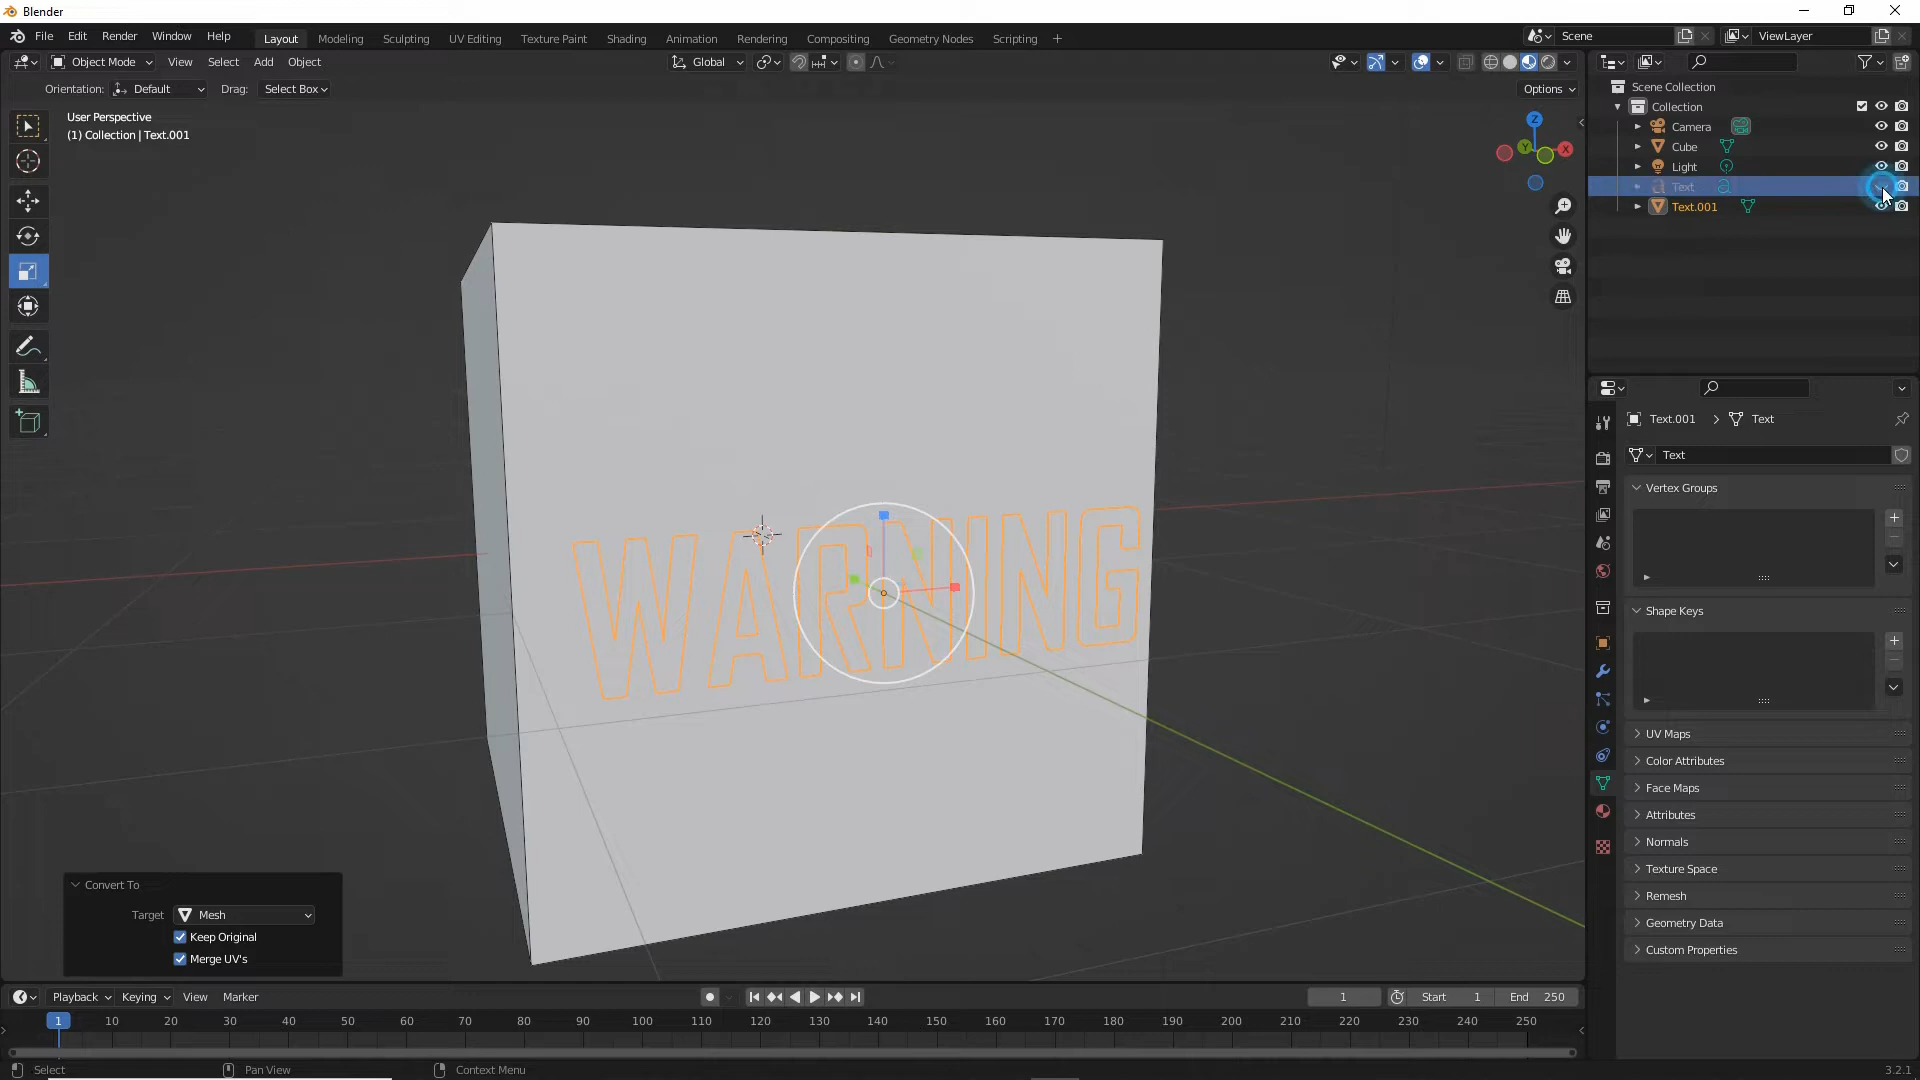 Blender
File Edit Render Window Help Layout Modeling Sculpting UV Editing Texture Paint Shading Animation Rendering Compositing Geometry Nodes Scripting + Scene ViewLayer
Object Mode View Select Add Object Global
Orientation: Default Drag: Select Box Options
User Perspective
(1) Collection | Text.001
Z
Y
X
Scene Collection
Collection
Camera
Cube
Light
Text
Text.001
WARNING
Text.001 > Text
Text
Vertex Groups
Shape Keys
UV Maps
Color Attributes
Face Maps
Attributes
Normals
Texture Space
Remesh
Geometry Data
Custom Properties
Convert To
Target Mesh
Keep Original
Merge UV's
Playback Keying View Marker 1 Start 1 End 250
1 10 20 30 40 50 60 70 80 90 100 110 120 130 140 150 160 170 180 190 200 210 220 230 240 250
Select Pan View Context Menu 3.2.1